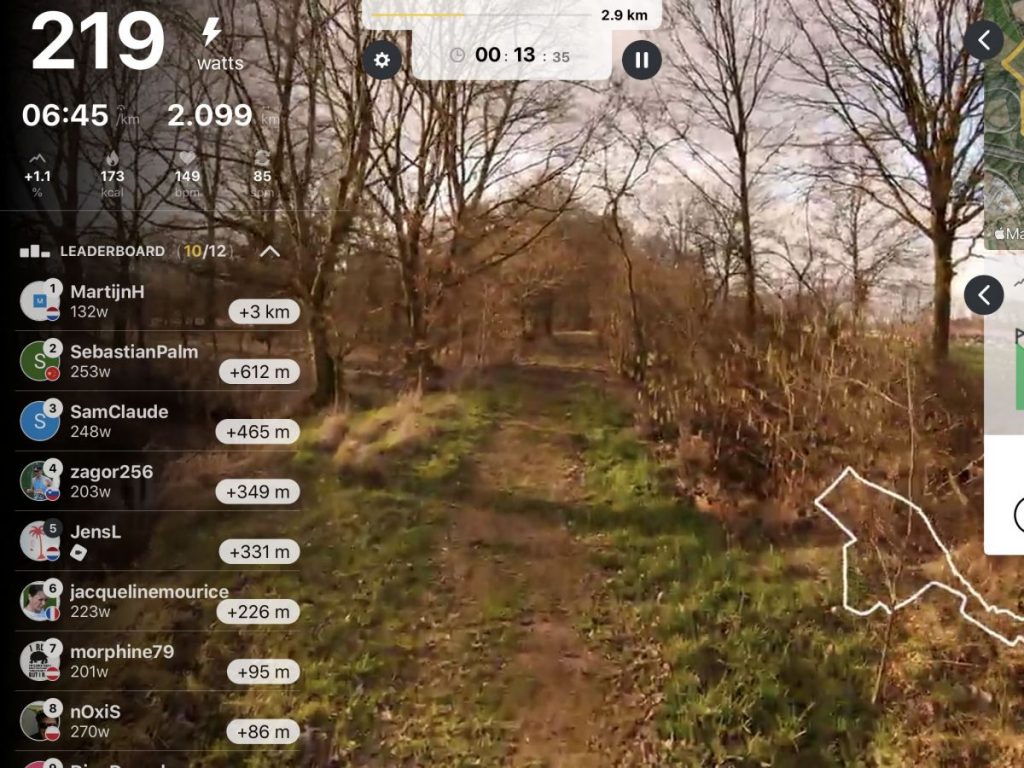 219
watts
06:45 /km 2.099 km
+1.1 173 149 85
% kcal bpm spm
2.9 km
00 : 13 : 35
LEADERBOARD (10/12)
1 MartijnH
132w +3 km
2 SebastianPalm
S
253w +612 m
3 SamClaude
S
248w +465 m
4 zagor256
203w +349 m
5 JensL
+331 m
6 jacquelinemourice
223w +226 m
7 morphine79
201w +95 m
8 nOxiS
270w +86 m
9